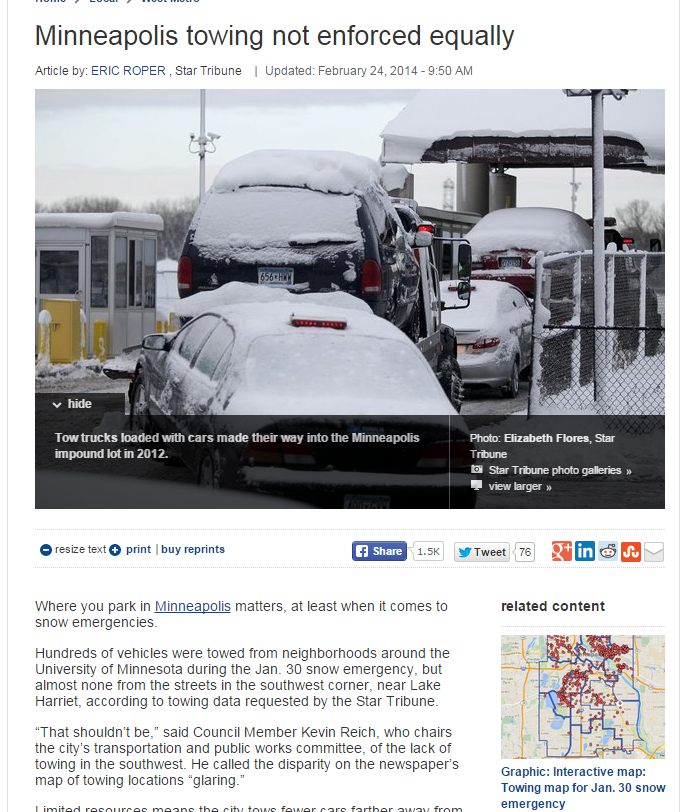 Home > Local > West Metro
Minneapolis towing not enforced equally
Article by: ERIC ROPER , Star Tribune | Updated: February 24, 2014 - 9:50 AM
656 HWW
hide
Tow trucks loaded with cars made their way into the Minneapolis
impound lot in 2012.
Photo: Elizabeth Flores, Star
Tribune
Star Tribune photo galleries »
view larger »
resize text print | buy reprints
Share 1.5K Tweet 76
Where you park in Minneapolis matters, at least when it comes to
snow emergencies.
Hundreds of vehicles were towed from neighborhoods around the
University of Minnesota during the Jan. 30 snow emergency, but
almost none from the streets in the southwest corner, near Lake
Harriet, according to towing data requested by the Star Tribune.
“That shouldn’t be,” said Council Member Kevin Reich, who chairs
the city’s transportation and public works committee, of the lack of
towing in the southwest. He called the disparity on the newspaper’s
map of towing locations “glaring.”
Limited resources means the city tows fewer cars farther away from
related content
Graphic: Interactive map:
Towing map for Jan. 30 snow
emergency